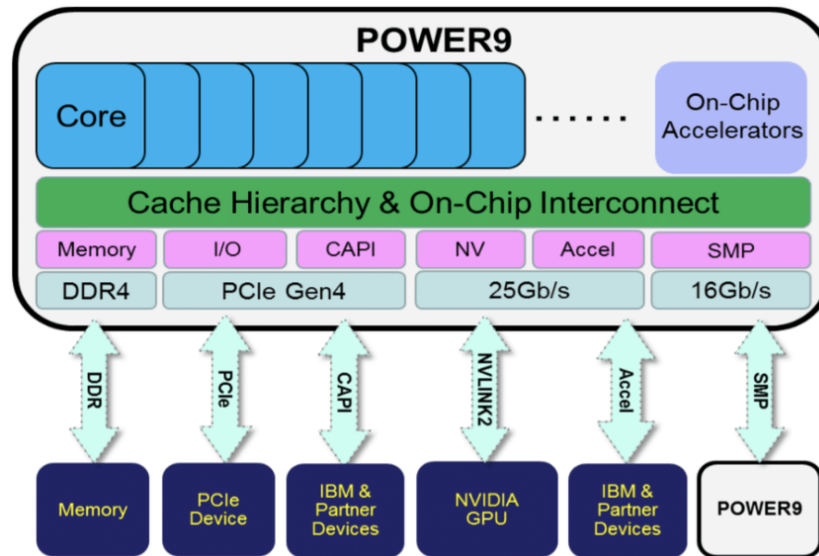 POWER9
Core
......
On-Chip
Accelerators
Cache Hierarchy & On-Chip Interconnect
Memory
I/O
CAPI
NV
Accel
SMP
DDR4
PCIe Gen4
25Gb/s
16Gb/s
DDR
PCIe
CAPI
NVLINK2
Accel
SMP
Memory
PCIe
Device
IBM &
Partner
Devices
NVIDIA
GPU
IBM &
Partner
Devices
POWER9